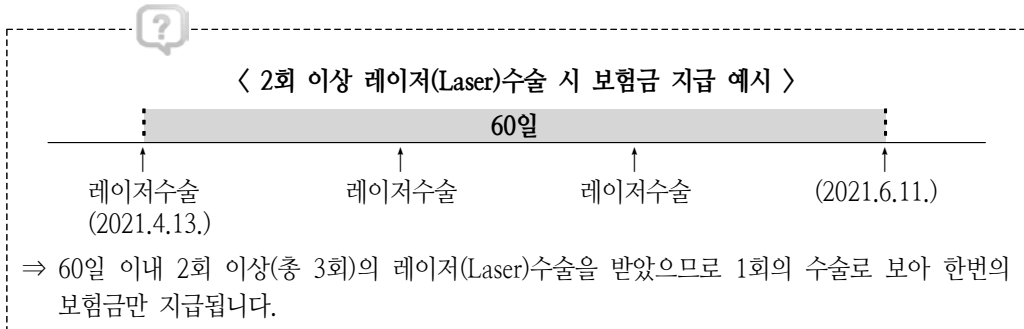 ?
〈 2회 이상 레이저(Laser)수술 시 보험금 지급 예시 〉
60일
레이저수술 레이저수술 레이저수술 (2021.6.11.)
(2021.4.13.)
⇒ 60일 이내 2회 이상(총 3회)의 레이저(Laser)수술을 받았으므로 1회의 수술로 보아 한번의
보험금만 지급됩니다.